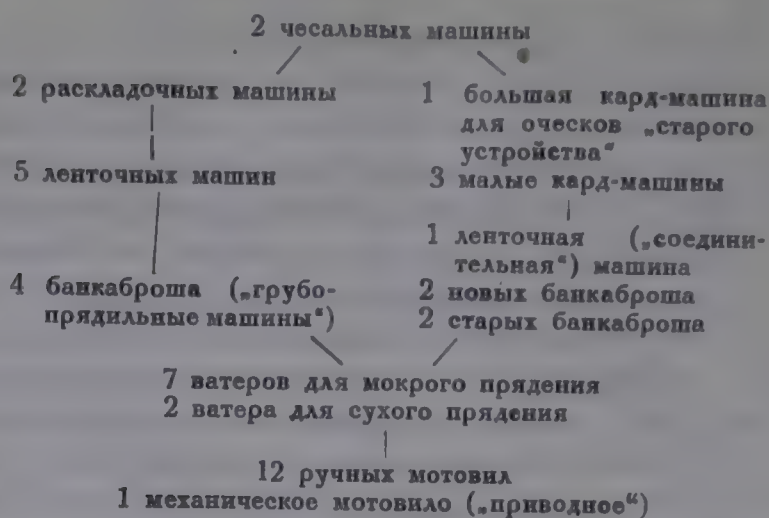 2 чесальных машины
2 раскладочных машины
1 большая кард-машина
для оческов „старого
устройства“
5 ленточных машин
3 малые кард-машины
1 ленточная („соедини-
тельная“) машина
4 банкаброша („грубо-
прядильные машины“)
2 новых банкаброша
2 старых банкаброша
7 ватеров для мокрого прядения
2 ватера для сухого прядения
12 ручных мотовил
1 механическое мотовило („приводное“)